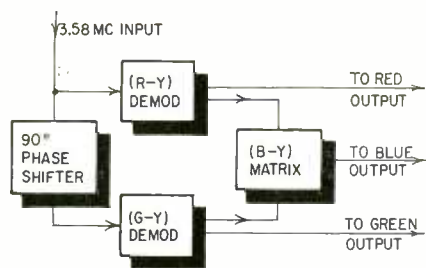 3.58 MC INPUT
(R-Y)
DEMOD
TO RED
OUTPUT
90°
PHASE
SHIFTER
(B-Y)
MATRIX
TO BLUE
OUTPUT
(G-Y)
DEMOD
TO GREEN
OUTPUT